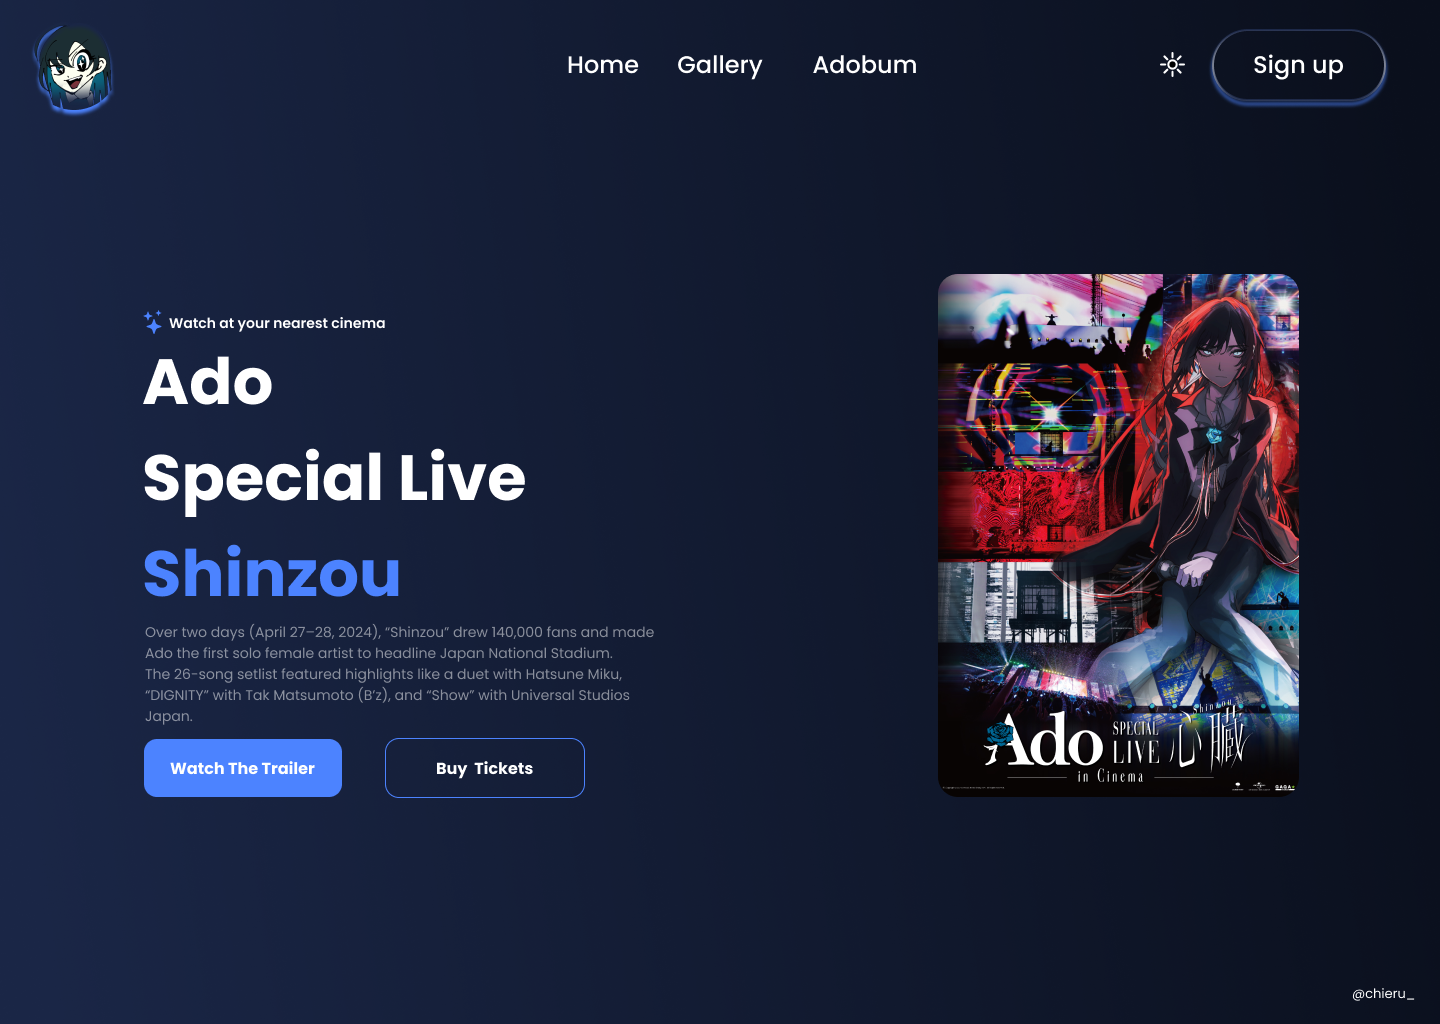 Home Gallery Adobum Sign up
Watch at your nearest cinema
Ado
Special Live
Shinzou
Over two days (April 27–28, 2024), “Shinzou” drew 140,000 fans and made
Ado the first solo female artist to headline Japan National Stadium.
The 26-song setlist featured highlights like a duet with Hatsune Miku,
“DIGNITY” with Tak Matsumoto (B’z), and “Show” with Universal Studios
Japan.
Watch The Trailer
Buy Tickets
Shinzou
Ado SPECIAL LIVE 心臓
in Cinema
GAGA
@chieru_